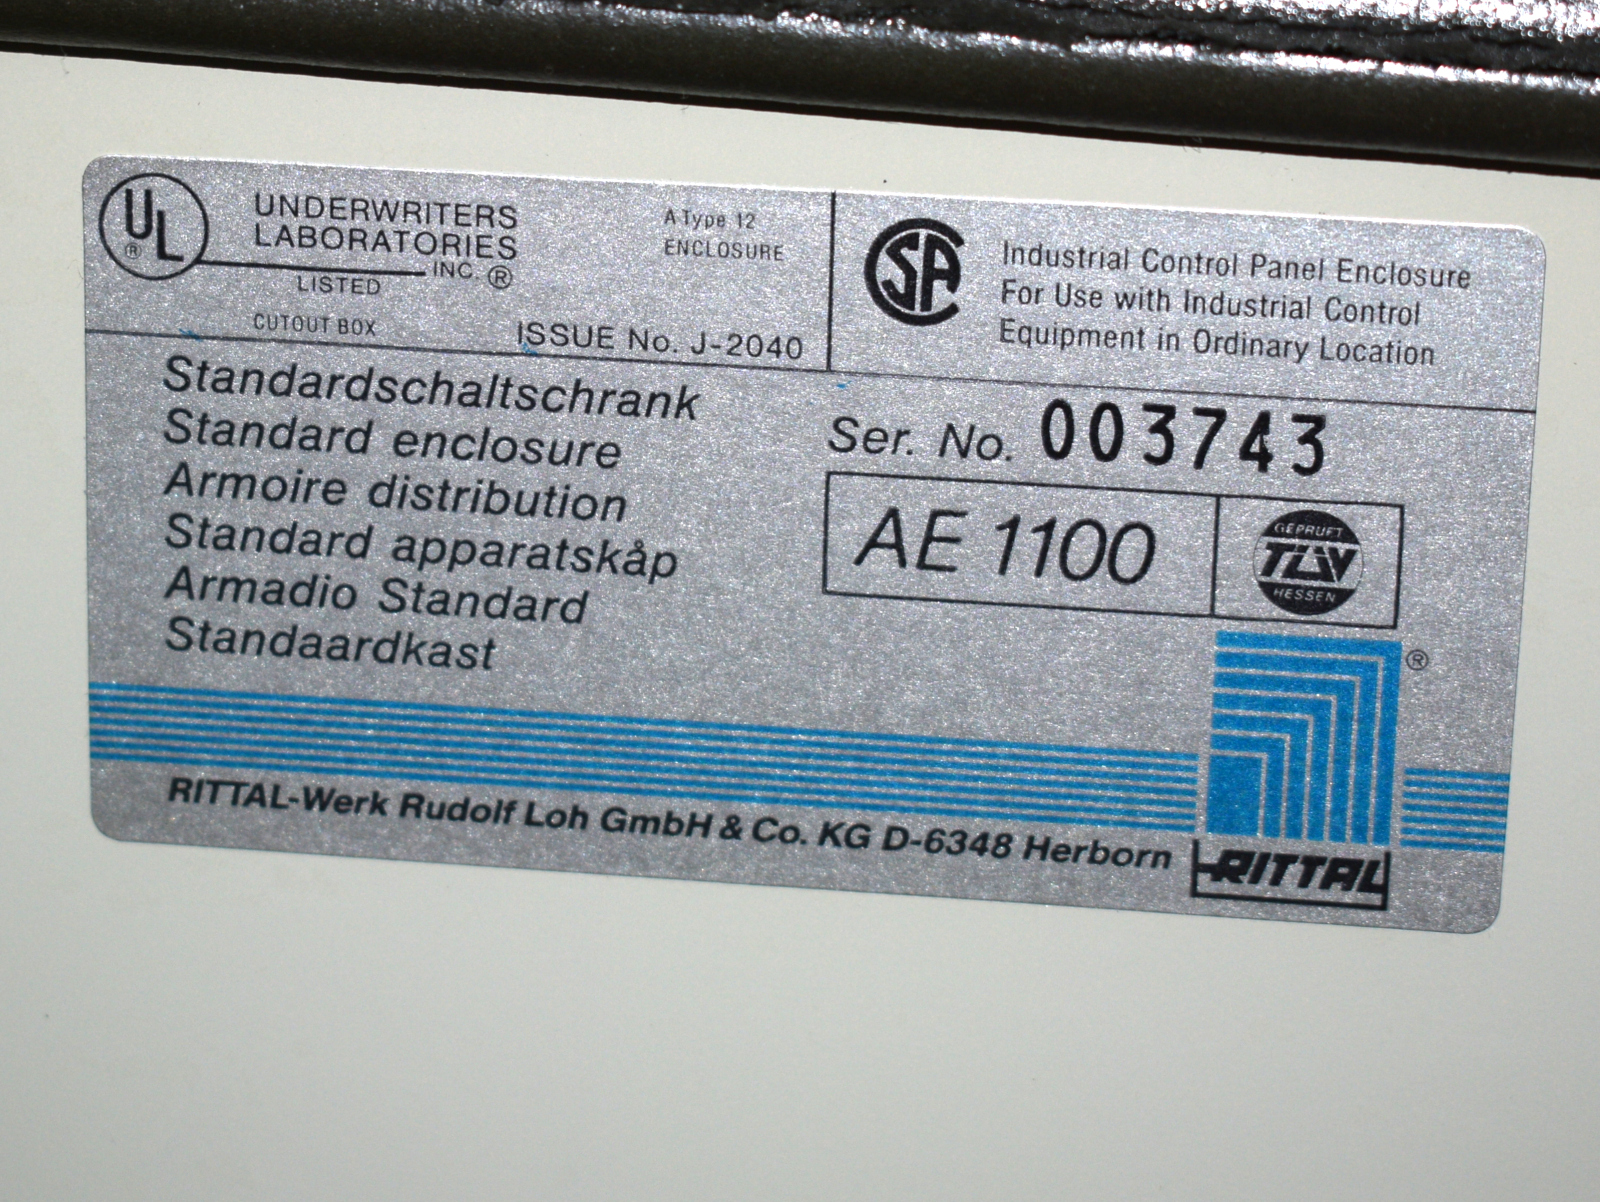 UL
®
UNDERWRITERS
LABORATORIES
INC. ®
LISTED
CUTOUT BOX
A Type 12
ENCLOSURE
ISSUE No. J-2040
SA
Industrial Control Panel Enclosure
For Use with Industrial Control
Equipment in Ordinary Location
Standardschaltschrank
Standard enclosure
Armoire distribution
Standard apparatskåp
Armadio Standard
Standaardkast
Ser. No. 003743
AE 1100
GEPRUFT
TÜV
HESSEN
®
RITTAL-Werk Rudolf Loh GmbH & Co. KG D-6348 Herborn
RITTAL